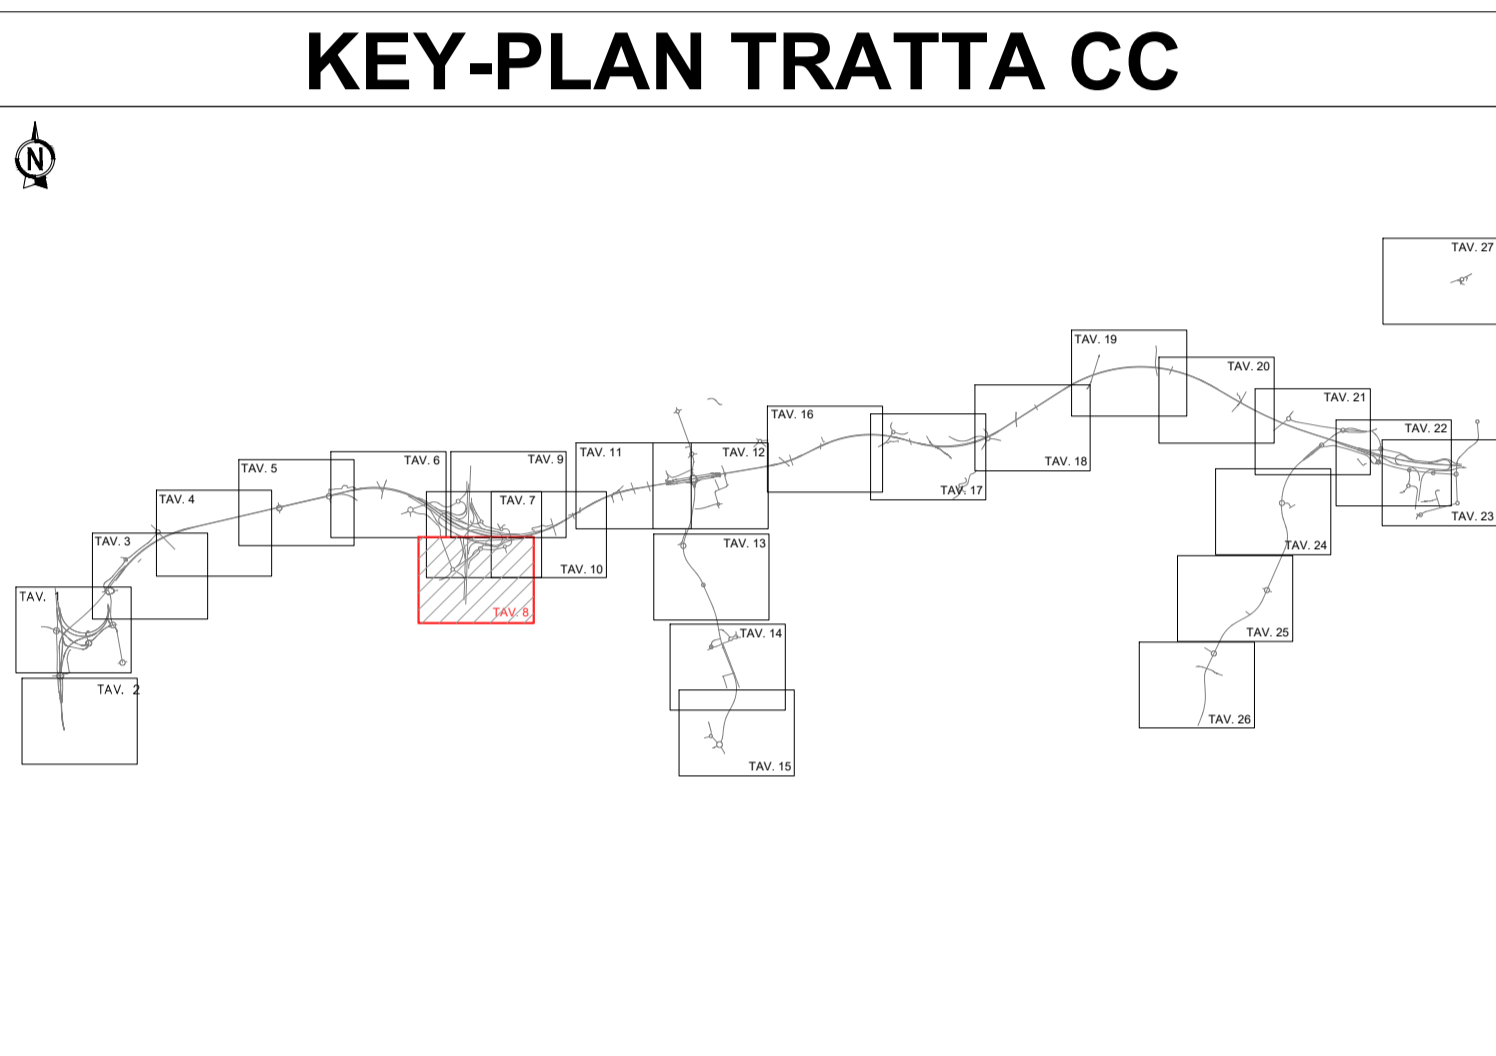 KEY-PLAN TRATTA CC
N
TAV. 27
TAV. 19
TAV. 20
TAV. 21
TAV. 16
TAV. 22
TAV. 11
TAV. 12
TAV. 6
TAV. 9
TAV. 18
TAV. 5
TAV. 17
TAV. 4
TAV. 7
TAV. 23
TAV. 3
TAV. 13
TAV. 24
TAV. 10
TAV. 1
TAV. 8
TAV. 14
TAV. 25
TAV. 2
TAV. 26
TAV. 15